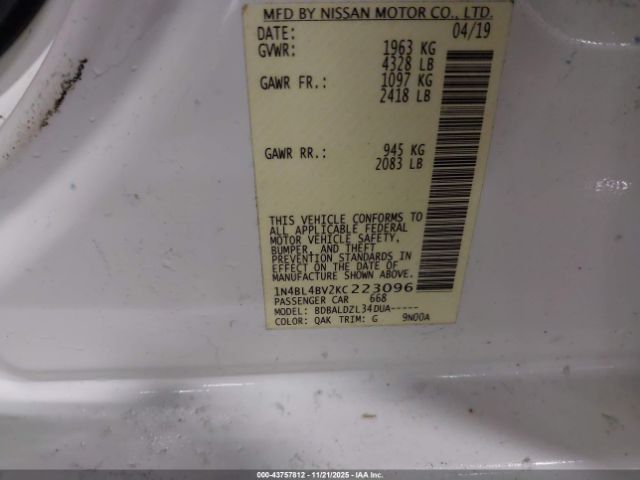 MFD BY NISSAN MOTOR CO., LTD.
DATE: 04/19
GVWR: 1963 KG
4328 LB
GAWR FR.: 1097 KG
2418 LB
GAWR RR.: 945 KG
2083 LB
THIS VEHICLE CONFORMS TO
ALL APPLICABLE FEDERAL
MOTOR VEHICLE SAFETY,
BUMPER, AND THEFT
PREVENTION STANDARDS IN
EFFECT ON THE DATE OF
MANUFACTURE SHOWN ABOVE.
1N4BL4BV2KC223096
PASSENGER CAR 668
MODEL: BDBALDZL34DUA-----
COLOR: QAK TRIM: G 9N00A
000-43757812 - 11/21/2025 - IAA Inc.